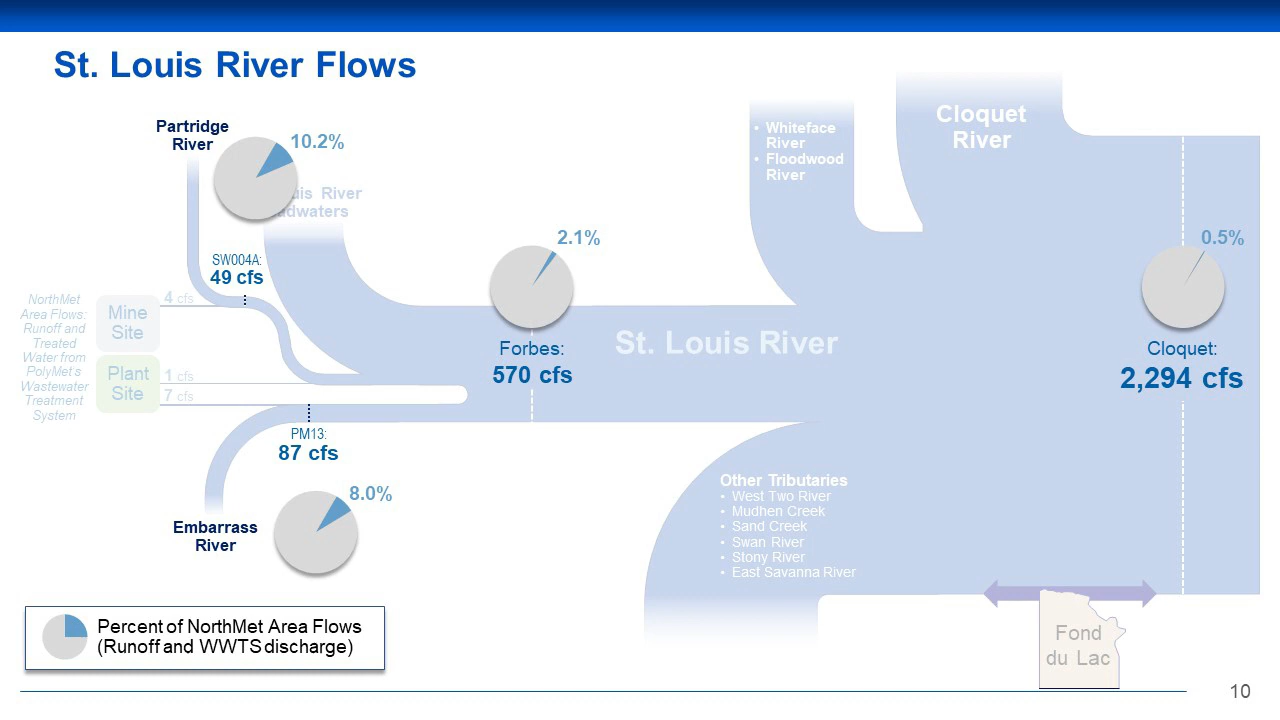 St. Louis River Flows
Partridge
River
10.2%
uis River
dwaters
SW004A:
49 cfs
NorthMet
Area Flows:
Runoff and
Treated
Water from
PolyMet's
Wastewater
Treatment
System
Mine
Site
4 cfs
Plant
Site
1 cfs
7 cfs
PM13:
87 cfs
Embarrass
River
8.0%
2.1%
Forbes:
570 cfs
St. Louis River
• Whiteface
River
• Floodwood
River
Cloquet
River
0.5%
Cloquet:
2,294 cfs
Other Tributaries
• West Two River
• Mudhen Creek
• Sand Creek
• Swan River
• Stony River
• East Savanna River
Fond
du Lac
Percent of NorthMet Area Flows
(Runoff and WWTS discharge)
10